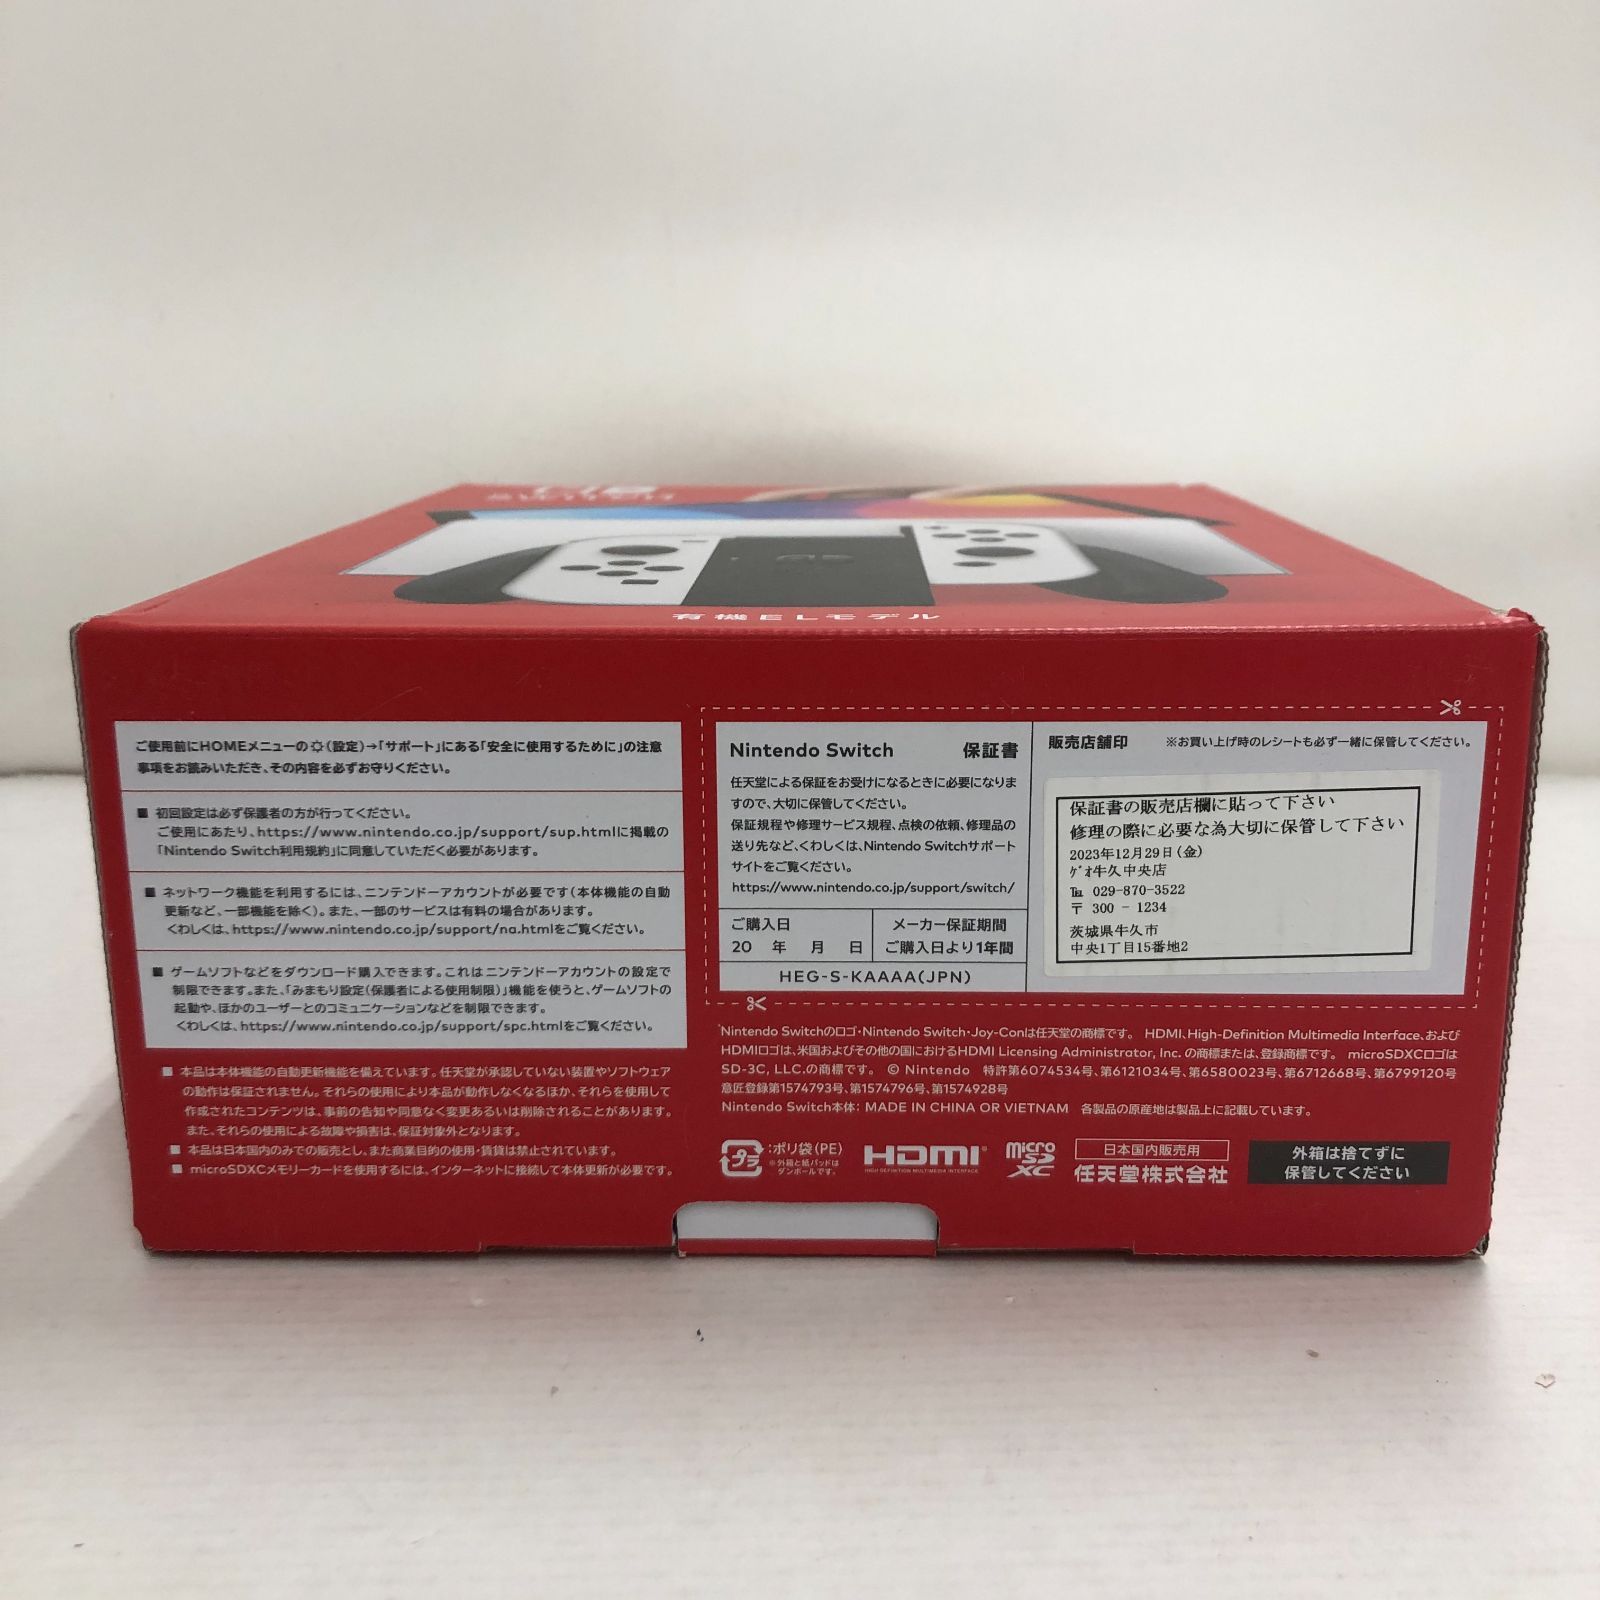 有機ELモデル
ご使用前にHOMEメニューの(設定)→「サポート」にある「安全に使用するために」の注意
事項をお読みいただき、その内容を必ずお守りください。
■ 初回設定は必ず保護者の方が行ってください。
ご使用にあたり、https://www.nintendo.co.jp/support/sup.htmlに掲載の
「Nintendo Switch利用規約」に同意していただく必要があります。
■ ネットワーク機能を利用するには、ニンテンドーアカウントが必要です(本体機能の自動
更新など、一部機能を除く)。また、一部のサービスは有料の場合があります。
くわしくは、https://www.nintendo.co.jp/support/na.htmlをご覧ください。
■ ゲームソフトなどをダウンロード購入できます。これはニンテンドーアカウントの設定で
制限できます。また、「みまもり設定(保護者による使用制限)」機能を使うと、ゲームソフトの
起動や、ほかのユーザーとのコミュニケーションなどを制限できます。
くわしくは、https://www.nintendo.co.jp/support/spc.htmlをご覧ください。
■ 本品は本体機能の自動更新機能を備えています。任天堂が承認していない装置やソフトウェア
の動作は保証されません。それらの使用により本品が動作しなくなるほか、それらを使用して
作成されたコンテンツは、事前の告知や同意なく変更あるいは削除されることがあります。
また、それらの使用による故障や損害は、保証対象外となります。
■ 本品は日本国内のみでの販売とし、また商業目的の使用・賃貸は禁止されています。
■ microSDXCメモリーカードを使用するには、インターネットに接続して本体更新が必要です。
Nintendo Switch 保証書
任天堂による保証をお受けになるときに必要になりま
すので、大切に保管してください。
保証規程や修理サービス規程、点検の依頼、修理品の
送り先など、くわしくは、Nintendo Switchサポート
サイトをご覧ください。
https://www.nintendo.co.jp/support/switch/
ご購入日
20 年 月 日
メーカー保証期間
ご購入日より1年間
HEG-S-KAAAA(JPN)
販売店舗印 ※お買い上げ時のレシートも必ず一緒に保管してください。
保証書の販売店欄に貼って下さい
修理の際に必要な為大切に保管して下さい
2023年12月29日(金)
ｹﾞｵ牛久中央店
℡ 029-870-3522
〒 300 - 1234
茨城県牛久市
中央1丁目15番地2
Nintendo Switchのロゴ・Nintendo Switch・Joy-Conは任天堂の商標です。 HDMI、High-Definition Multimedia Interface、および
HDMIロゴは、米国およびその他の国におけるHDMI Licensing Administrator, Inc. の商標または、登録商標です。 microSDXCロゴは
SD-3C, LLC.の商標です。 © Nintendo 特許第6074534号、第6121034号、第6580023号、第6712668号、第6799120号
意匠登録第1574793号、第1574796号、第1574928号
Nintendo Switch本体: MADE IN CHINA OR VIETNAM 各製品の原産地は製品上に記載しています。
プラ :ポリ袋(PE)
※外箱と紙パッドは
ダンボールです。
HDMI
HIGH-DEFINITION MULTIMEDIA INTERFACE
micro
SD
XC
日本国内販売用
任天堂株式会社
外箱は捨てずに
保管してください